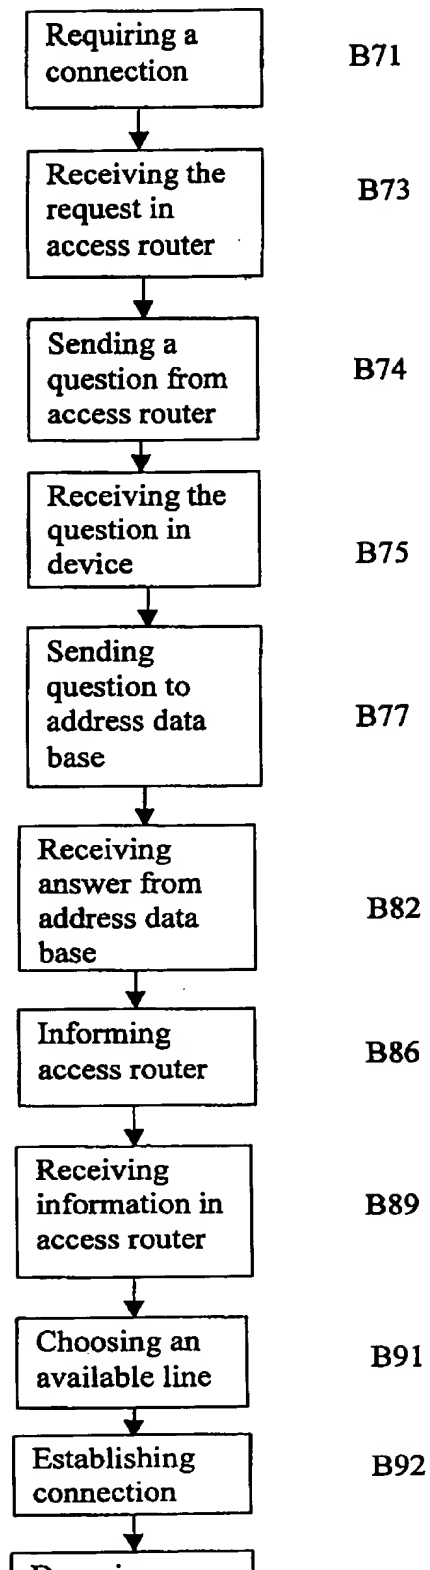 Requiring a
connection
B71
Receiving the
request in
access router
B73
Sending a
question from
access router
B74
Receiving the
question in
device
B75
Sending
question to
address data
base
B77
Receiving
answer from
address data
base
B82
Informing
access router
B86
Receiving
information in
access router
B89
Choosing an
available line
B91
Establishing
connection
B92